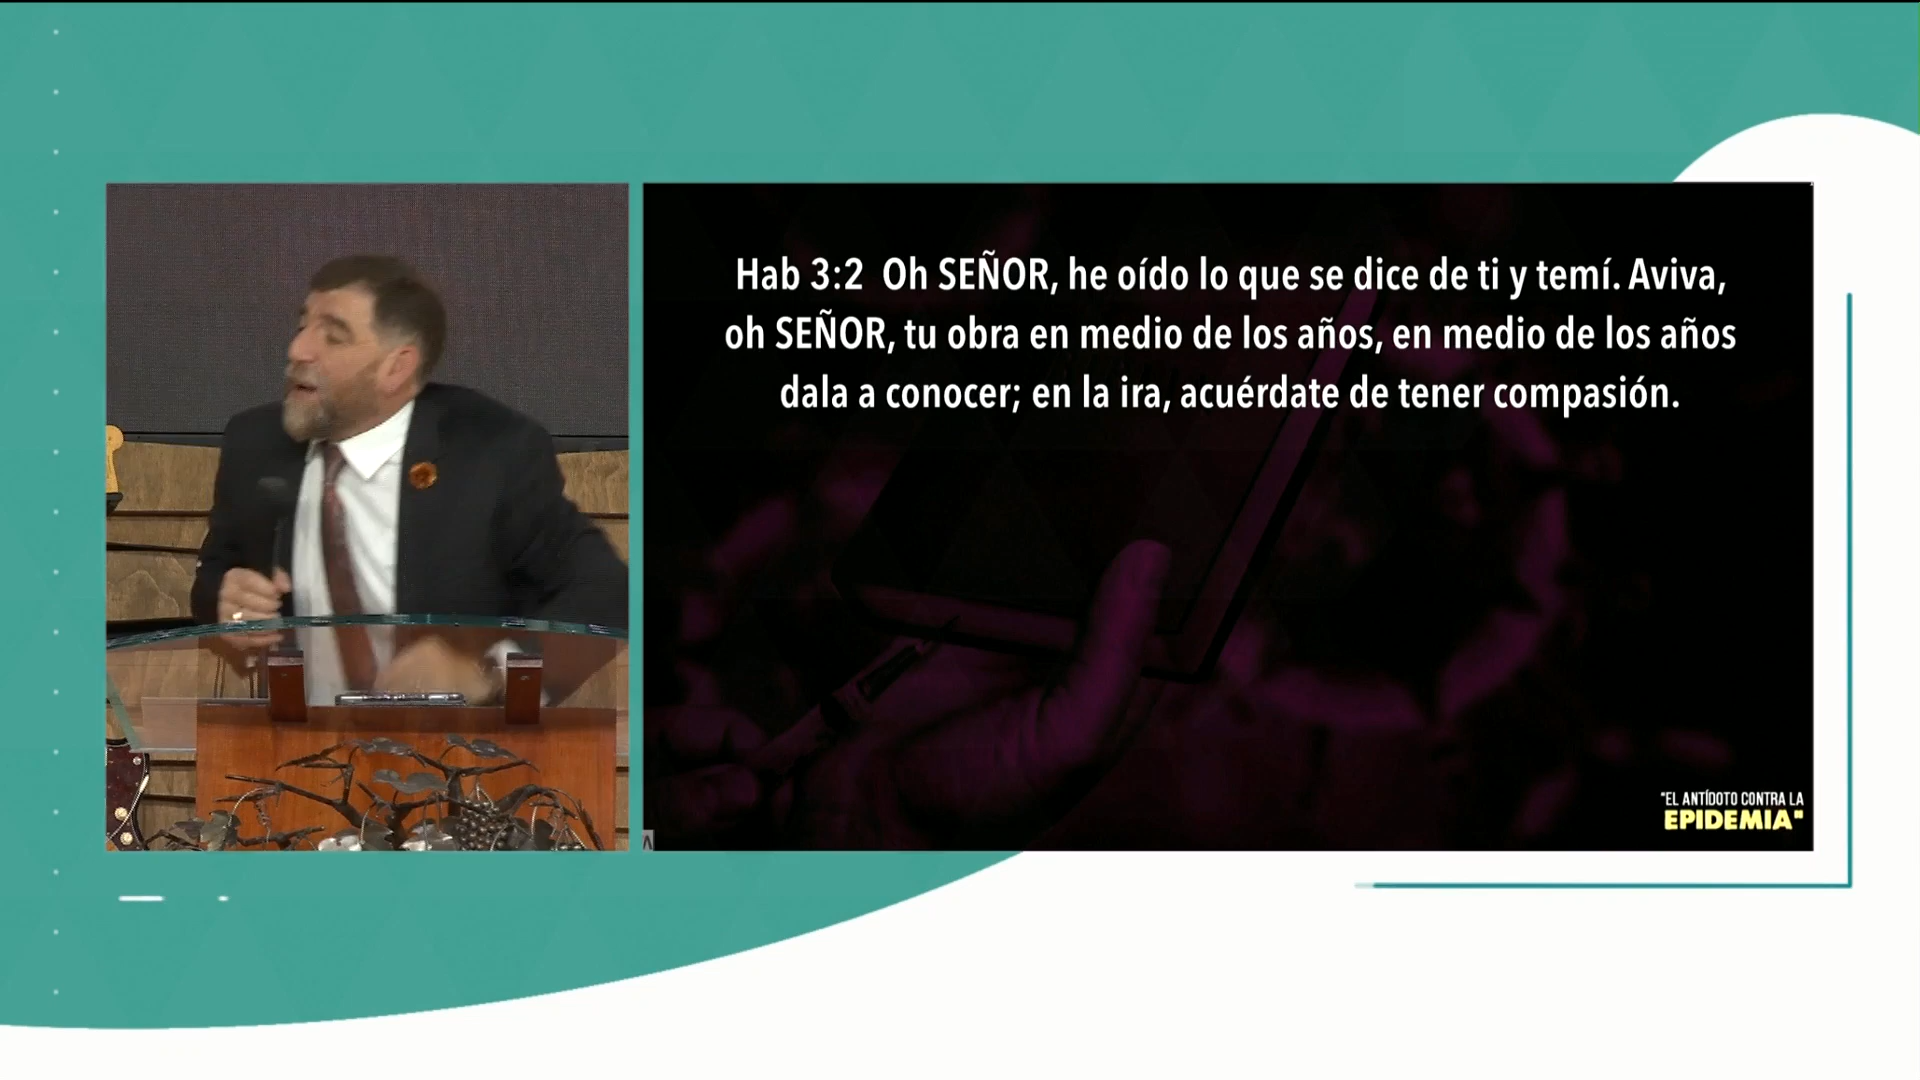 Hab 3:2  Oh SEÑOR, he oído lo que se dice de ti y temí. Aviva,
oh SEÑOR, tu obra en medio de los años, en medio de los años
dala a conocer; en la ira, acuérdate de tener compasión.
"EL ANTÍDOTO CONTRA LA
EPIDEMIA"